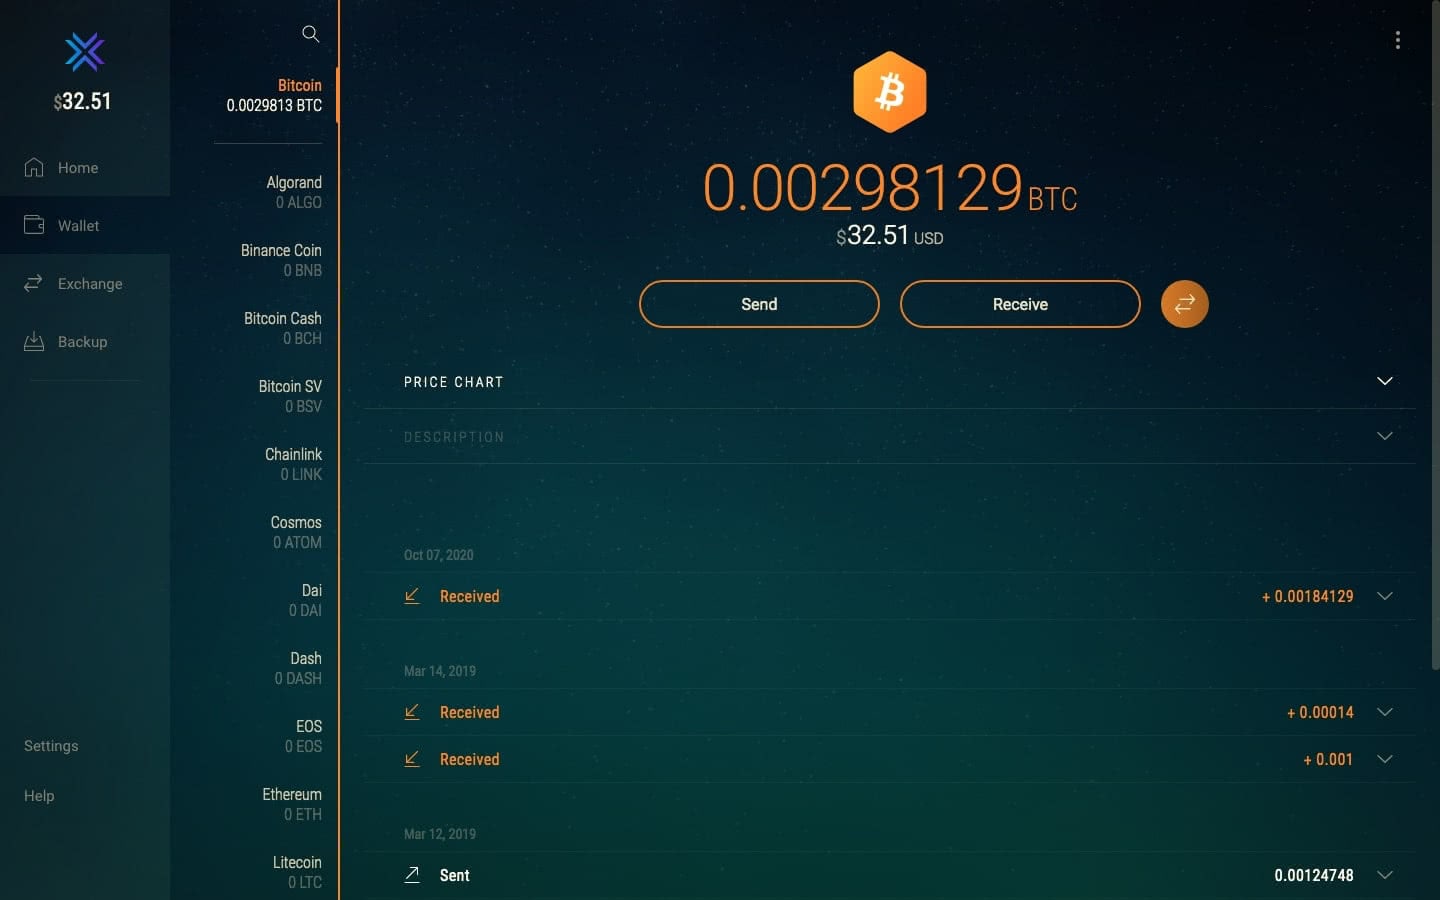 $32.51
Home
Wallet
Exchange
Backup
Settings
Help
Bitcoin
0.0029813 BTC
Algorand
0 ALGO
Binance Coin
0 BNB
Bitcoin Cash
0 BCH
Bitcoin SV
0 BSV
Chainlink
0 LINK
Cosmos
0 ATOM
Dai
0 DAI
Dash
0 DASH
EOS
0 EOS
Ethereum
0 ETH
Litecoin
0 LTC
0.00298129 BTC
$32.51 USD
Send Receive
PRICE CHART
DESCRIPTION
Oct 07, 2020
Received + 0.00184129
Mar 14, 2019
Received + 0.00014
Received + 0.001
Mar 12, 2019
Sent 0.00124748